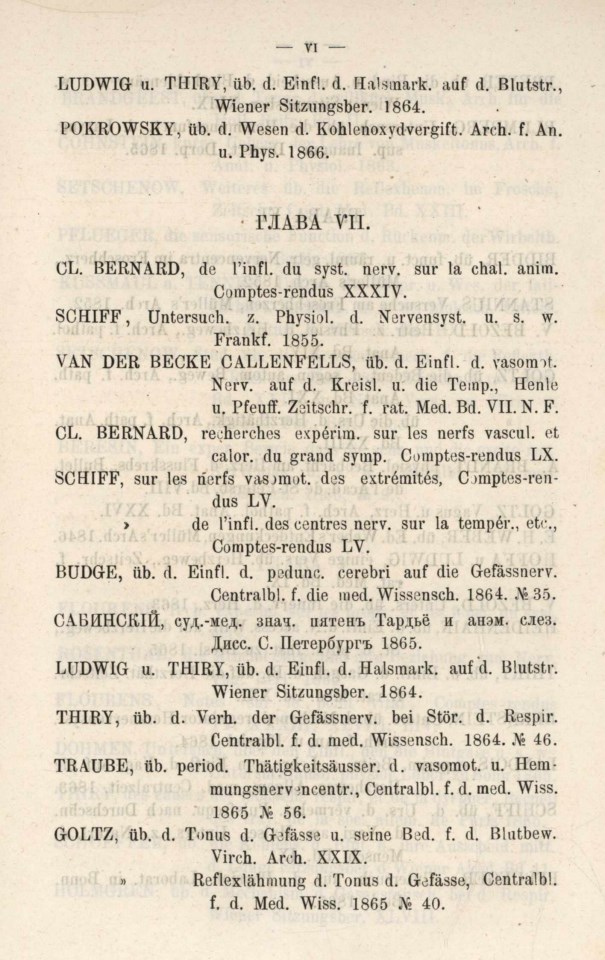 — VI —
LUDWIG u. THIRY, üb. d. Einfl. d. Halsmark. auf d. Blutstr.,
Wiener Sitzungsber. 1864.
POKROWSKY, üb. d. Wesen d. Kohlenoxydvergift. Arch. f. An.
u. Phys. 1866.
ГЛАВА VII.
CL. BERNARD, de l'infl. du syst. nerv. sur la chal. anim.
Comptes-rendus XXXIV.
SCHIFF, Untersuch. z. Physiol. d. Nervensyst. u. s. w.
Frankf. 1855.
VAN DER BECKE CALLENFELLS, üb. d. Einfl. d. vasomot.
Nerv. auf d. Kreisl. u. die Temp., Henle
u. Pfeuff. Zeitschr. f. rat. Med. Bd. VII. N. F.
CL. BERNARD, recherches expérim. sur les nerfs vascul. et
calor. du grand symp. Comptes-rendus LX.
SCHIFF, sur les nerfs vasomot. des extrémités, Comptes-ren-
dus LV.
» de l'infl. des centres nerv. sur la tempér., etc.,
Comptes-rendus LV.
BUDGE, üb. d. Einfl. d. pedunc. cerebri auf die Gefässnerv.
Centralbl. f. die med. Wissensch. 1864. № 35.
САБИНСКІЙ, суд.-мед. знач. пятенъ Тардьё и анэм. слез.
Дисс. С. Петербургъ 1865.
LUDWIG u. THIRY, üb. d. Einfl. d. Halsmark. auf d. Blutstr.
Wiener Sitzungsber. 1864.
THIRY, üb. d. Verh. der Gefässnerv. bei Stör. d. Respir.
Centralbl. f. d. med. Wissensch. 1864. № 46.
TRAUBE, üb. period. Thätigkeitsäusser. d. vasomot. u. Hem-
mungsnervencentr., Centralbl. f. d. med. Wiss.
1865 № 56.
GOLTZ, üb. d. Tonus d. Gefässe u. seine Bed. f. d. Blutbew.
Virch. Arch. XXIX.
» Reflexlähmung d. Tonus d. Gefässe, Centralbl.
f. d. Med. Wiss. 1865 № 40.